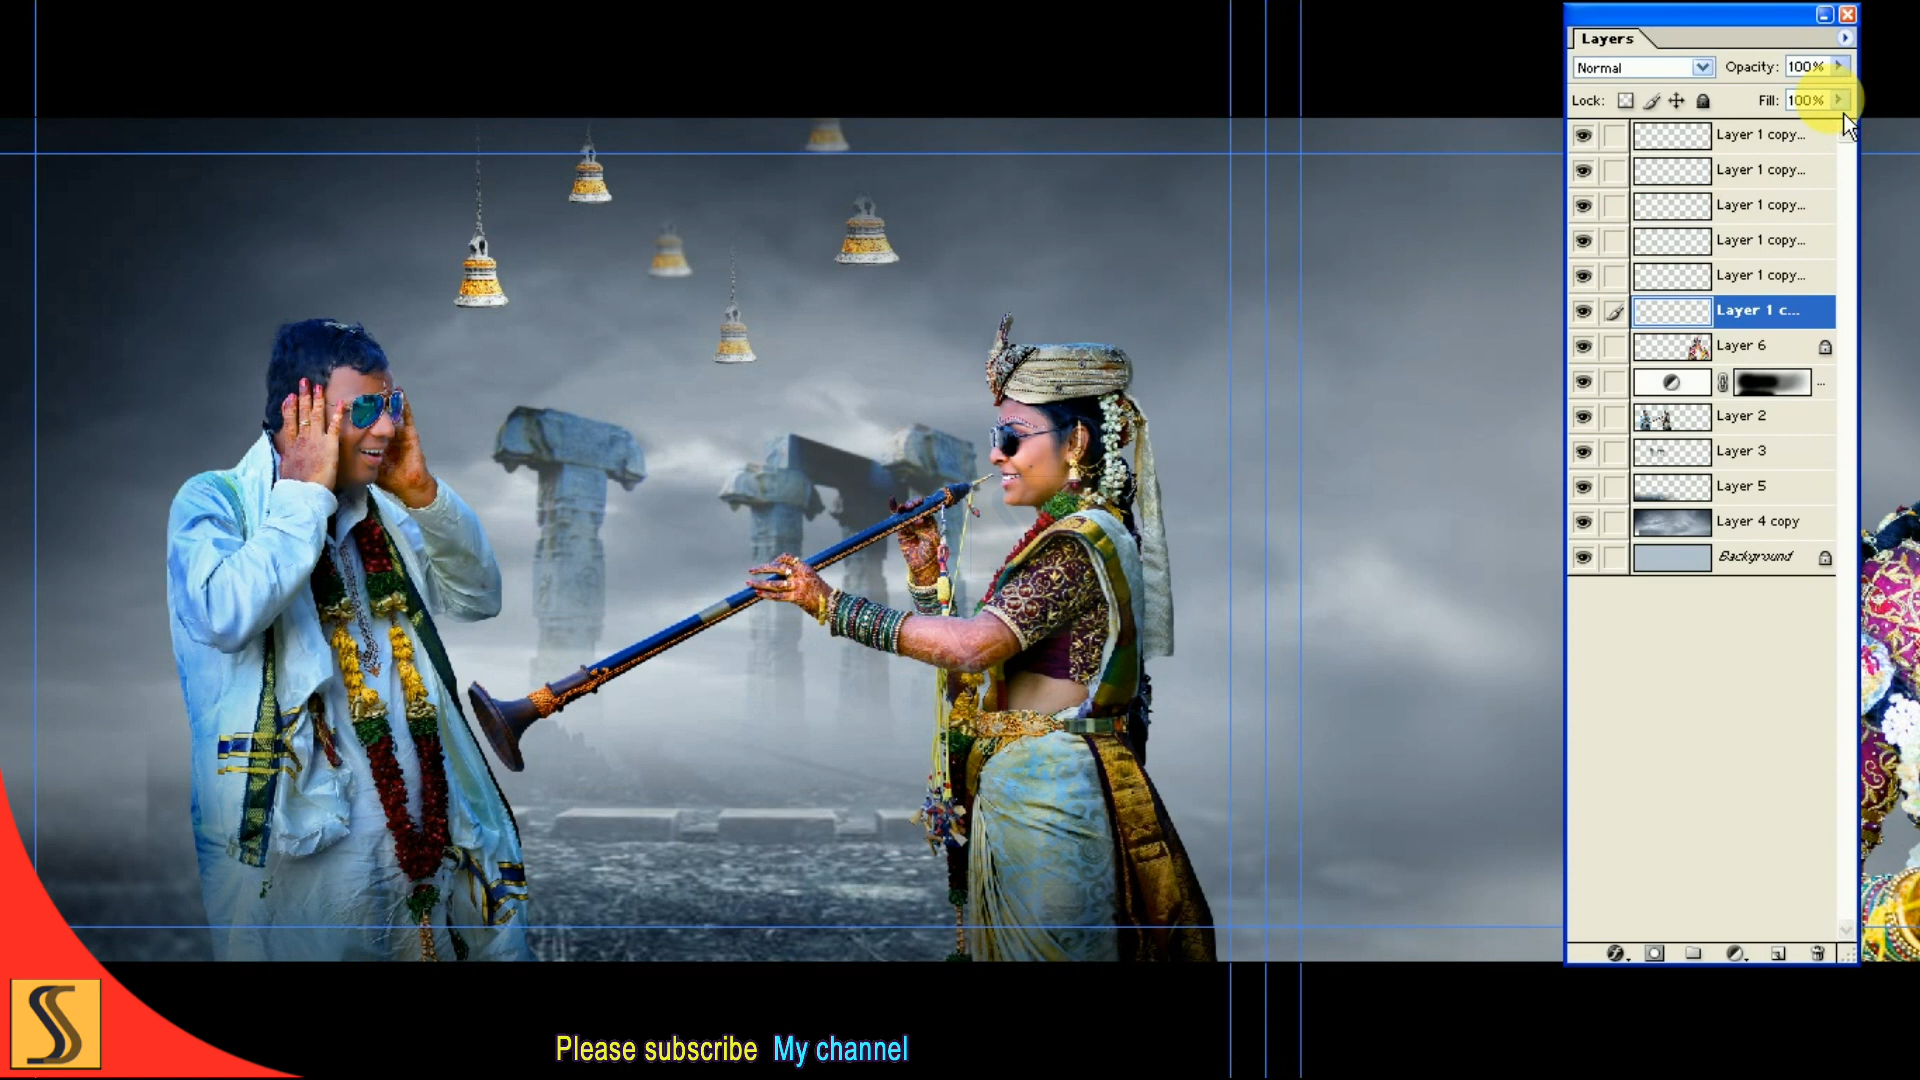 Layers
Normal Opacity: 100%
Lock: Fill: 100%
Layer 1 copy...
Layer 1 copy...
Layer 1 copy...
Layer 1 copy...
Layer 1 copy...
Layer 1 c...
Layer 6
...
Layer 2
Layer 3
Layer 5
Layer 4 copy
Background
SS
Please subscribe My channel